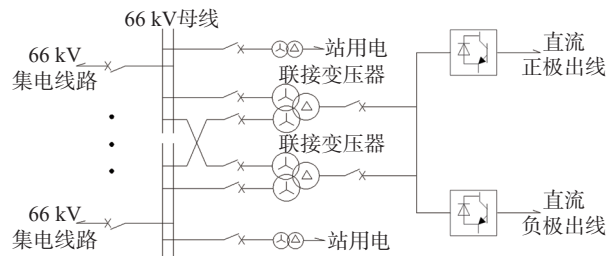 66 kV母线
66 kV
集电线路
站用电
联接变压器
直流
正极出线
联接变压器
66 kV
集电线路
站用电
直流
负极出线